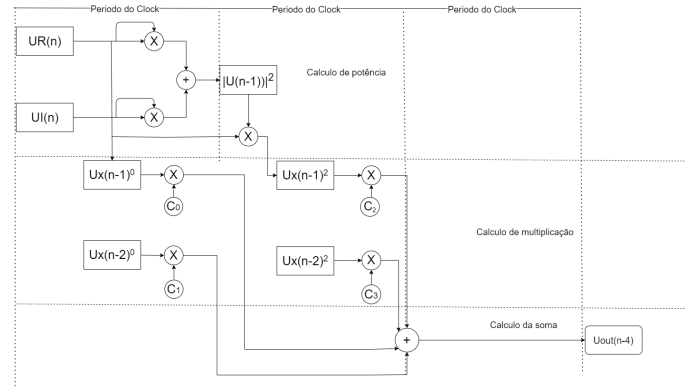 Periodo do Clock
Periodo do Clock
Periodo do Clock
UR(n)
X
+
|U(n-1))|²
Calculo de potência
UI(n)
X
X
Ux(n-1)⁰
X
C₀
Ux(n-1)²
X
C₂
Calculo de multiplicação
Ux(n-2)⁰
X
C₁
Ux(n-2)²
X
C₃
Calculo da soma
+
Uout(n-4)